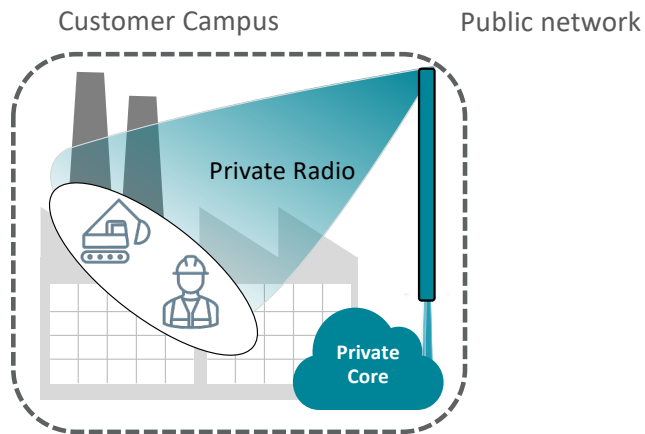 Customer Campus
Public network
Private Radio
Private
Core